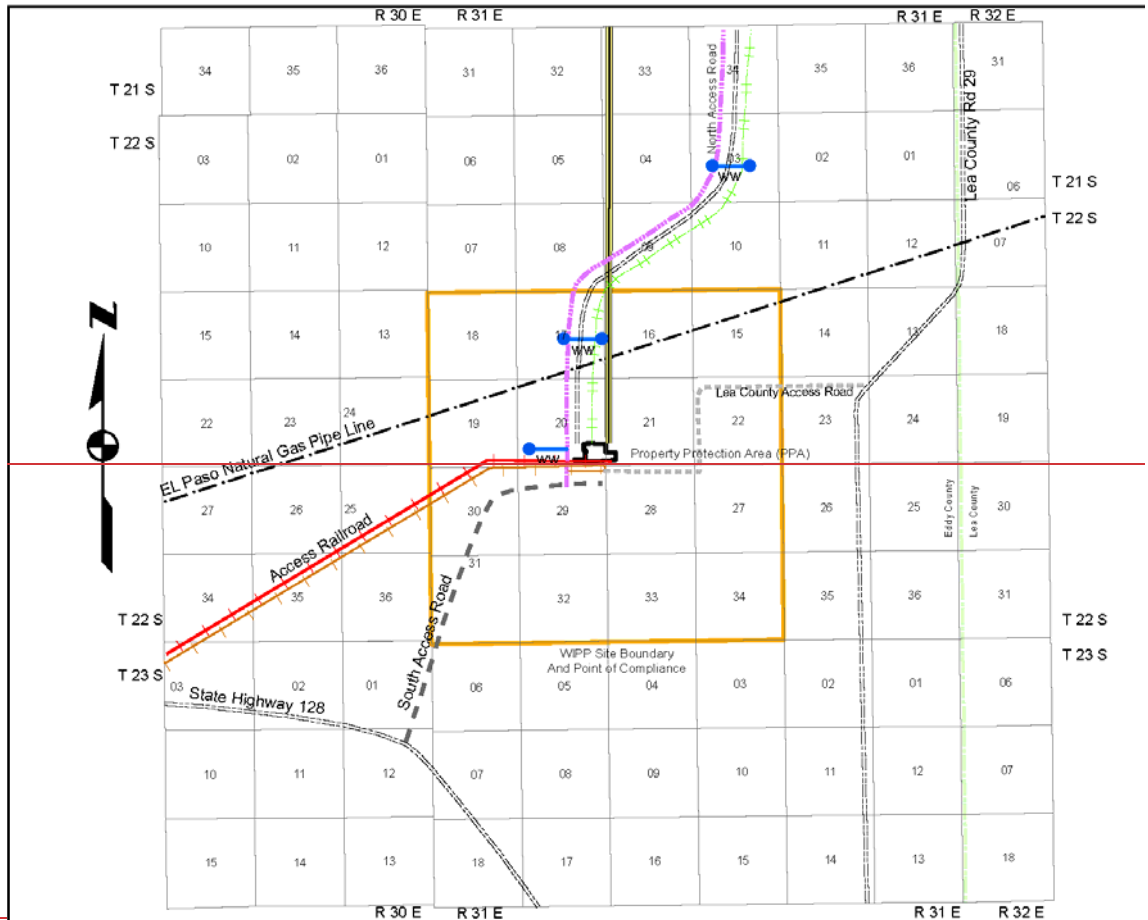 R 30 E R 31 E R 31 E R 32 E
34 35 36 31 32 33 34 35 36 31
T 21 S
T 22 S
North Access Road
Lea County Rd 29
03 02 01 06 05 04 03 02 01 06
WW
T 21 S
T 22 S
10 11 12 07 08 09 10 11 12 07
Z
15 14 13 18 17 16 15 14 13 18
WW
Lea County Access Road
22 23 24 19 20 21 22 23 24 19
EL Paso Natural Gas Pipe Line
WW
Property Protection Area (PPA)
27 26 25 30 29 28 27 26 25 30
Eddy County
Lea County
Access Railroad
31
34 35 36 32 33 34 35 36 31
T 22 S
T 23 S
T 22 S
T 23 S
South Access Road
WIPP Site Boundary
And Point of Compliance
03 02 01 06 05 04 03 02 01 06
State Highway 128
10 11 12 07 08 09 10 11 12 07
15 14 13 18 17 16 15 14 13 18
R 30 E R 31 E R 31 E R 32 E